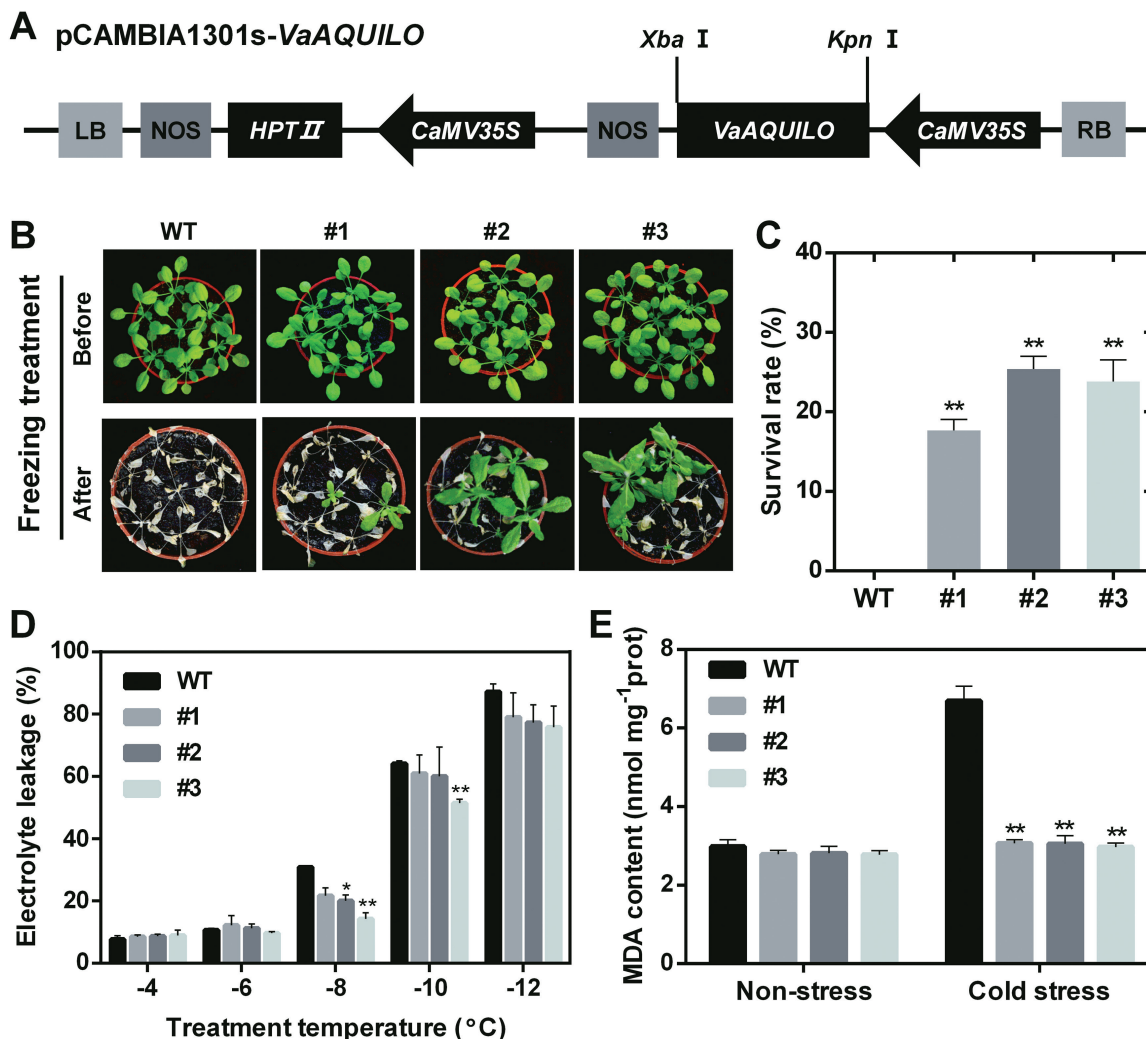 A pCAMBIA1301s-VaAQUILO
Xba I Kpn I
LB NOS HPT II CaMV35S NOS VaAQUILO CaMV35S RB
B
WT #1 #2 #3
Freezing treatment
Before
After
C
Survival rate (%)
40
30
20
10
0
** ** **
WT #1 #2 #3
D
Electrolyte leakage (%)
100
80
60
40
20
0
WT
#1
#2
#3
* ** **
-4 -6 -8 -10 -12
Treatment temperature (°C)
E
MDA content (nmol mg-1prot)
8
6
4
2
0
WT
#1
#2
#3
** ** **
Non-stress Cold stress